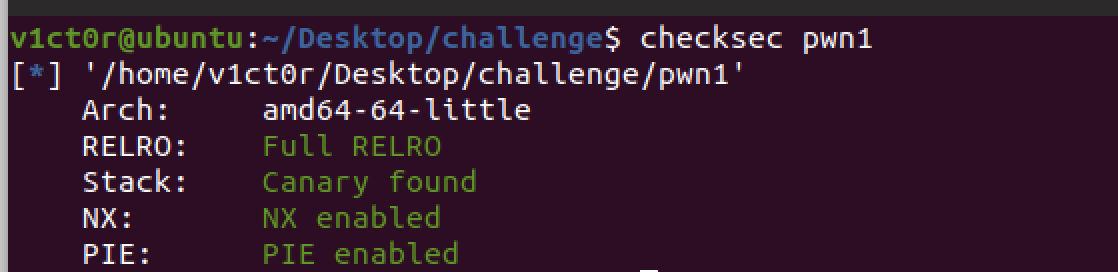 v1ct0r@ubuntu:~/Desktop/challenge$ checksec pwn1
[*] '/home/v1ct0r/Desktop/challenge/pwn1'
Arch: amd64-64-little
RELRO: Full RELRO
Stack: Canary found
NX: NX enabled
PIE: PIE enabled